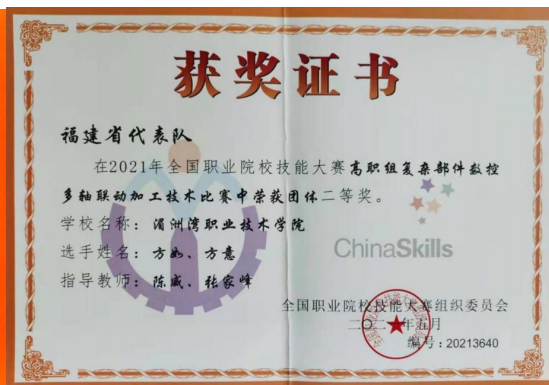 获奖证书
福建省代表队
在2021年全国职业院校技能大赛高职组复杂部件数控
多轴联动加工技术比赛中荣获团体二等奖。
学校名称：湄洲湾职业技术学院
选手姓名：方如、方意
指导教师：陈威、张家峰
ChinaSkills
全国职业院校技能大赛组织委员会
二〇二一年五月
编号：20213640